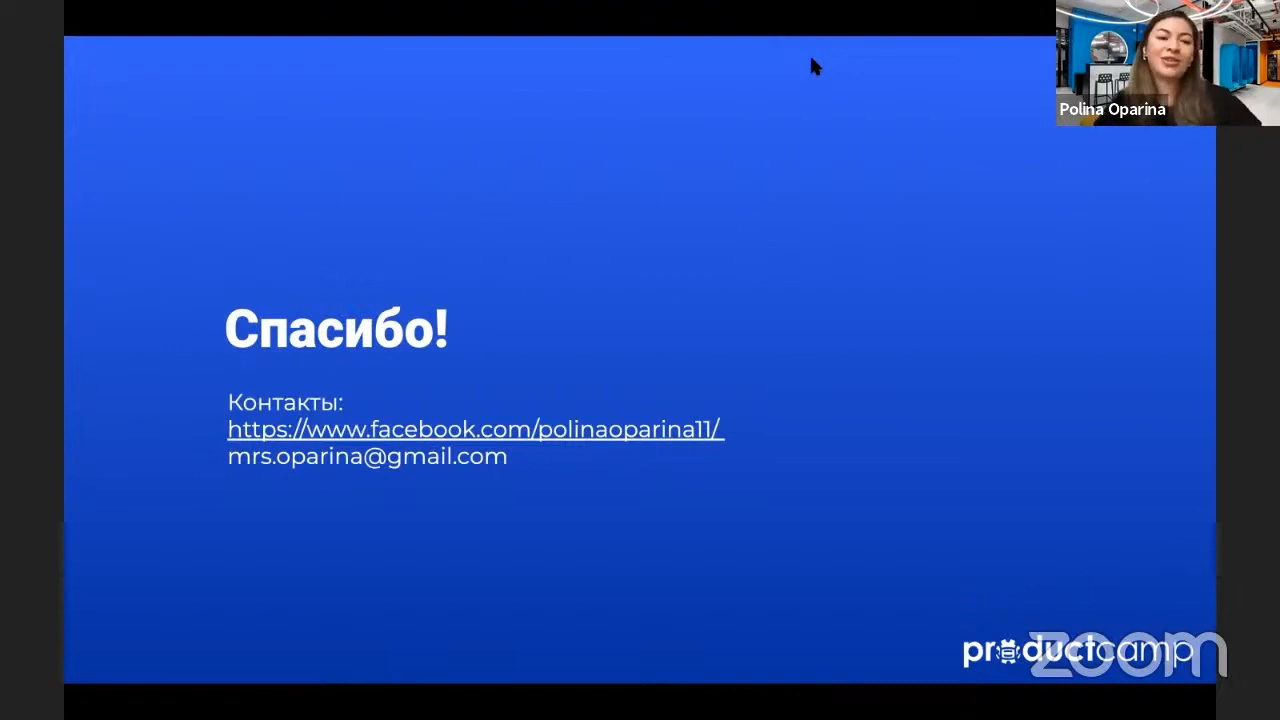 Polina Oparina
Спасибо!
Контакты:
https://www.facebook.com/polinaoparina11/
mrs.oparina@gmail.com
productcamp
zoom